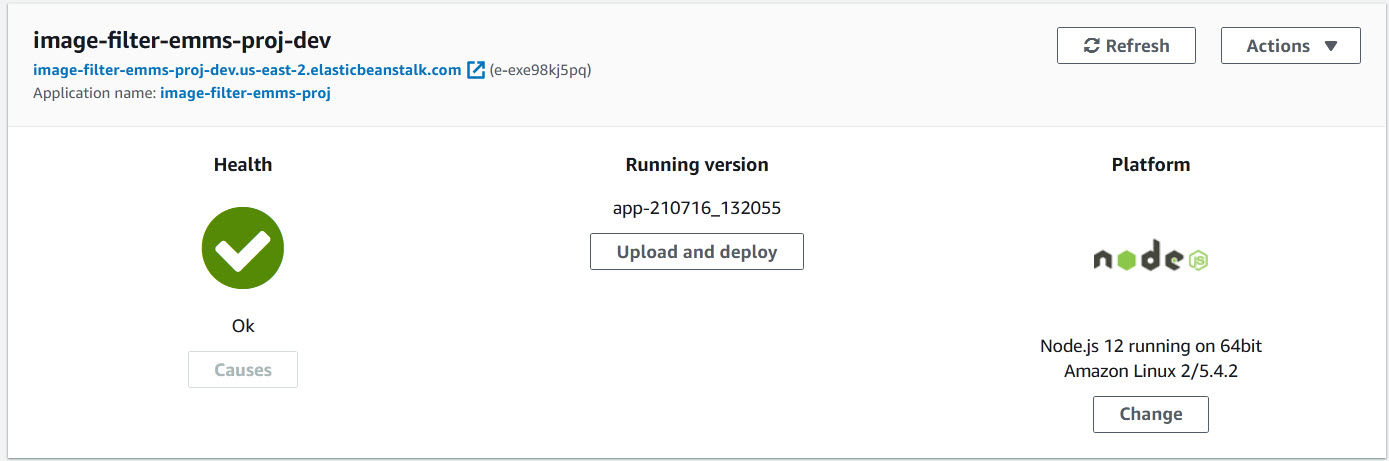 image-filter-emms-proj-dev
image-filter-emms-proj-dev.us-east-2.elasticbeanstalk.com (e-exe98kj5pq)
Application name: image-filter-emms-proj
Refresh
Actions
Health
Ok
Causes
Running version
app-210716_132055
Upload and deploy
Platform
node JS
Node.js 12 running on 64bit
Amazon Linux 2/5.4.2
Change